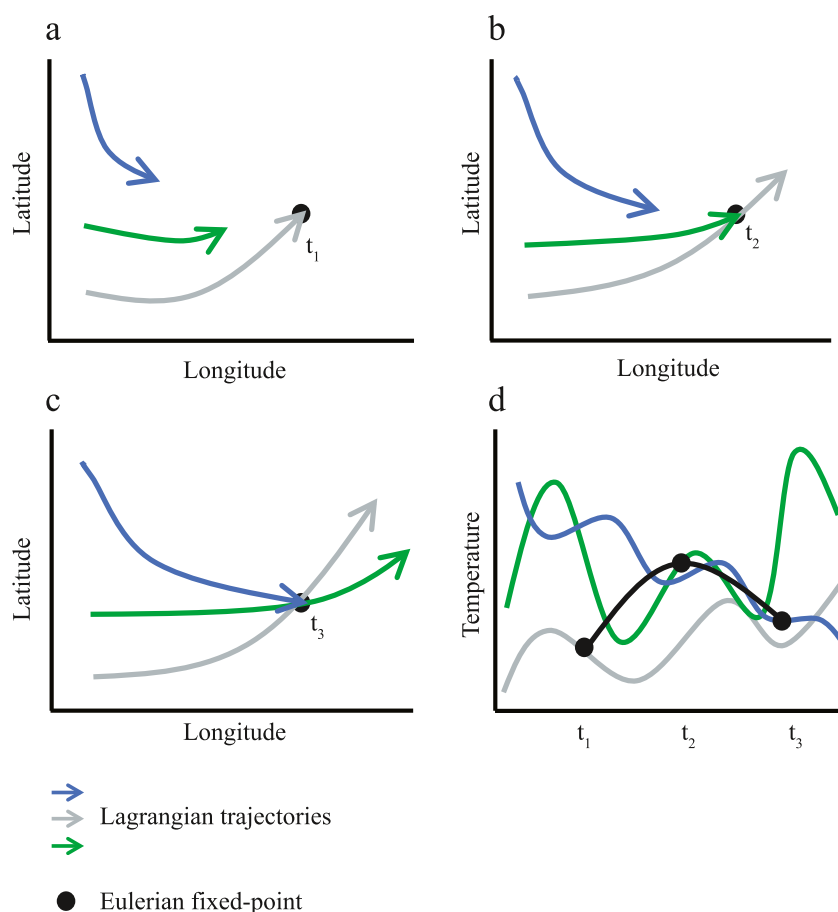 a
Latitude
t1
Longitude
b
Latitude
t2
Longitude
c
Latitude
t3
Longitude
d
Temperature
t1 t2 t3
Lagrangian trajectories
Eulerian fixed-point